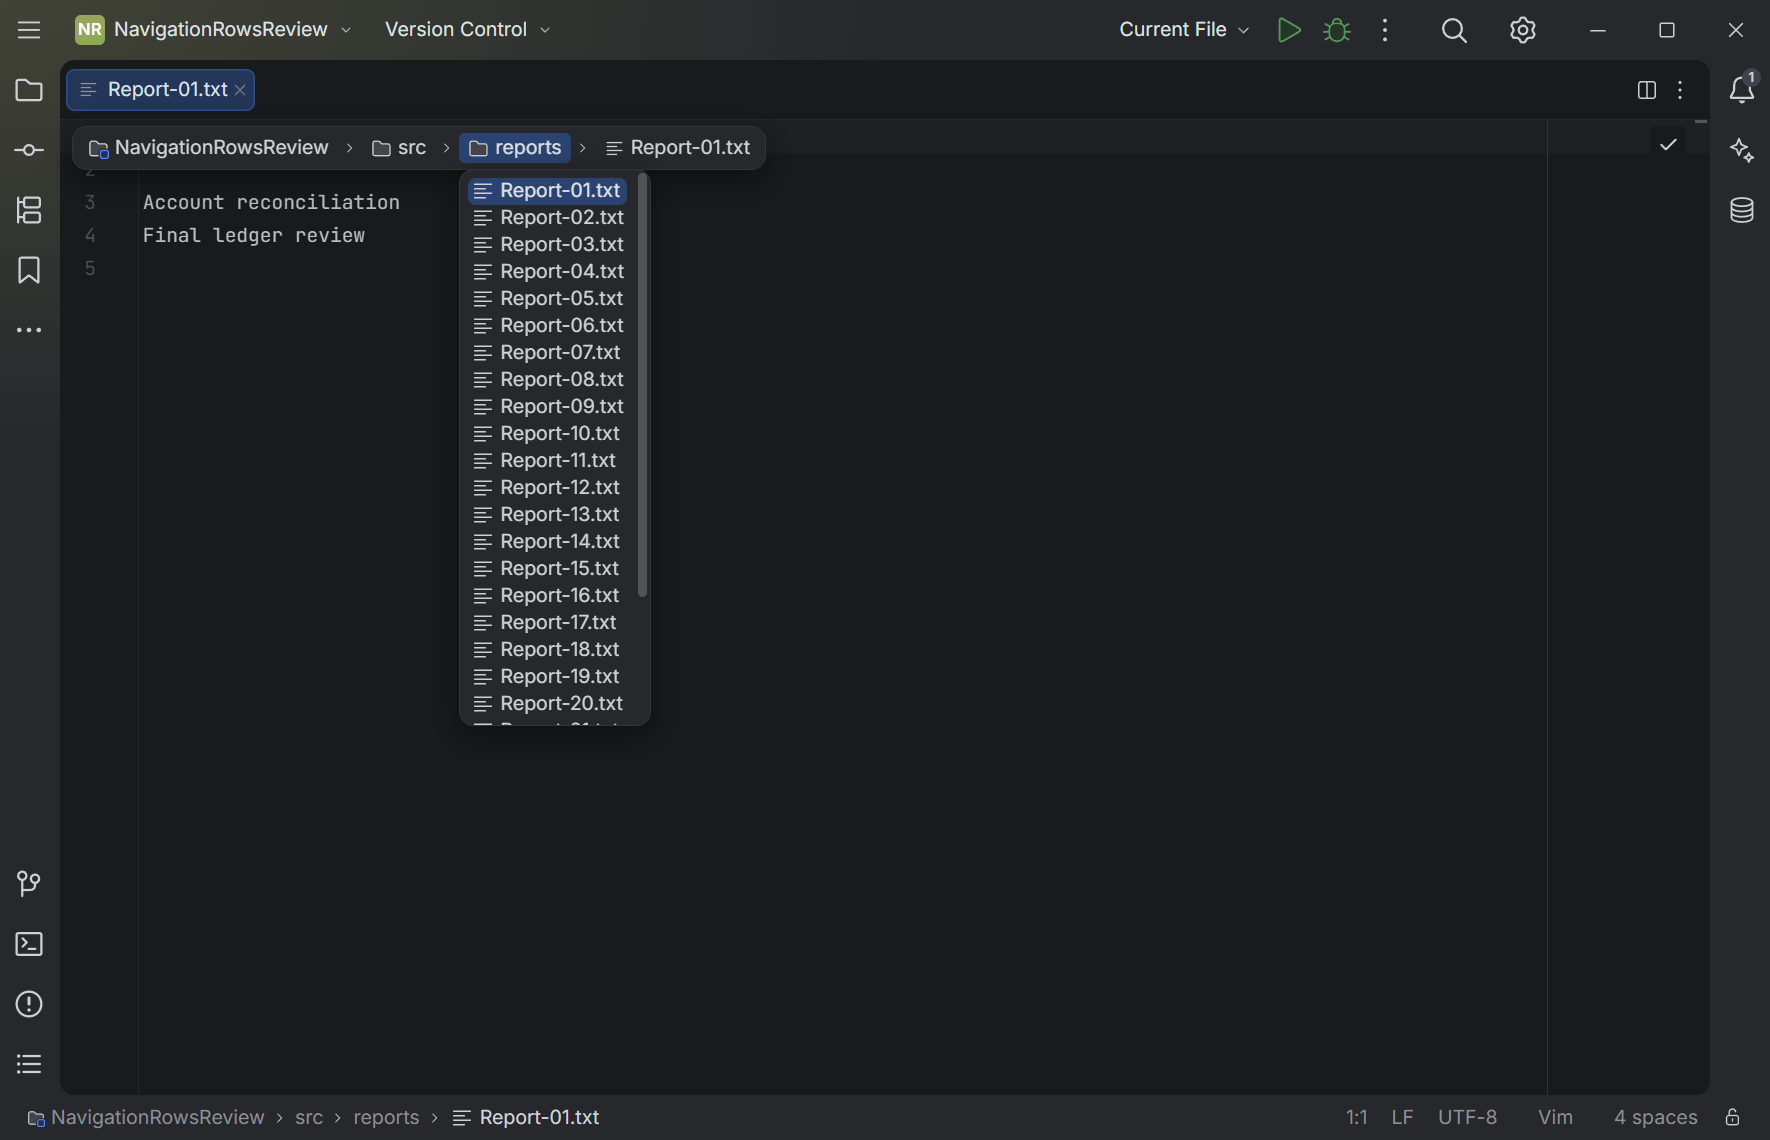 NR NavigationRowsReview Version Control Current File
Report-01.txt
1
NavigationRowsReview src reports Report-01.txt
2
3 Account reconciliation
4 Final ledger review
5
Report-01.txt
Report-02.txt
Report-03.txt
Report-04.txt
Report-05.txt
Report-06.txt
Report-07.txt
Report-08.txt
Report-09.txt
Report-10.txt
Report-11.txt
Report-12.txt
Report-13.txt
Report-14.txt
Report-15.txt
Report-16.txt
Report-17.txt
Report-18.txt
Report-19.txt
Report-20.txt
NavigationRowsReview src reports Report-01.txt 1:1 LF UTF-8 Vim 4 spaces